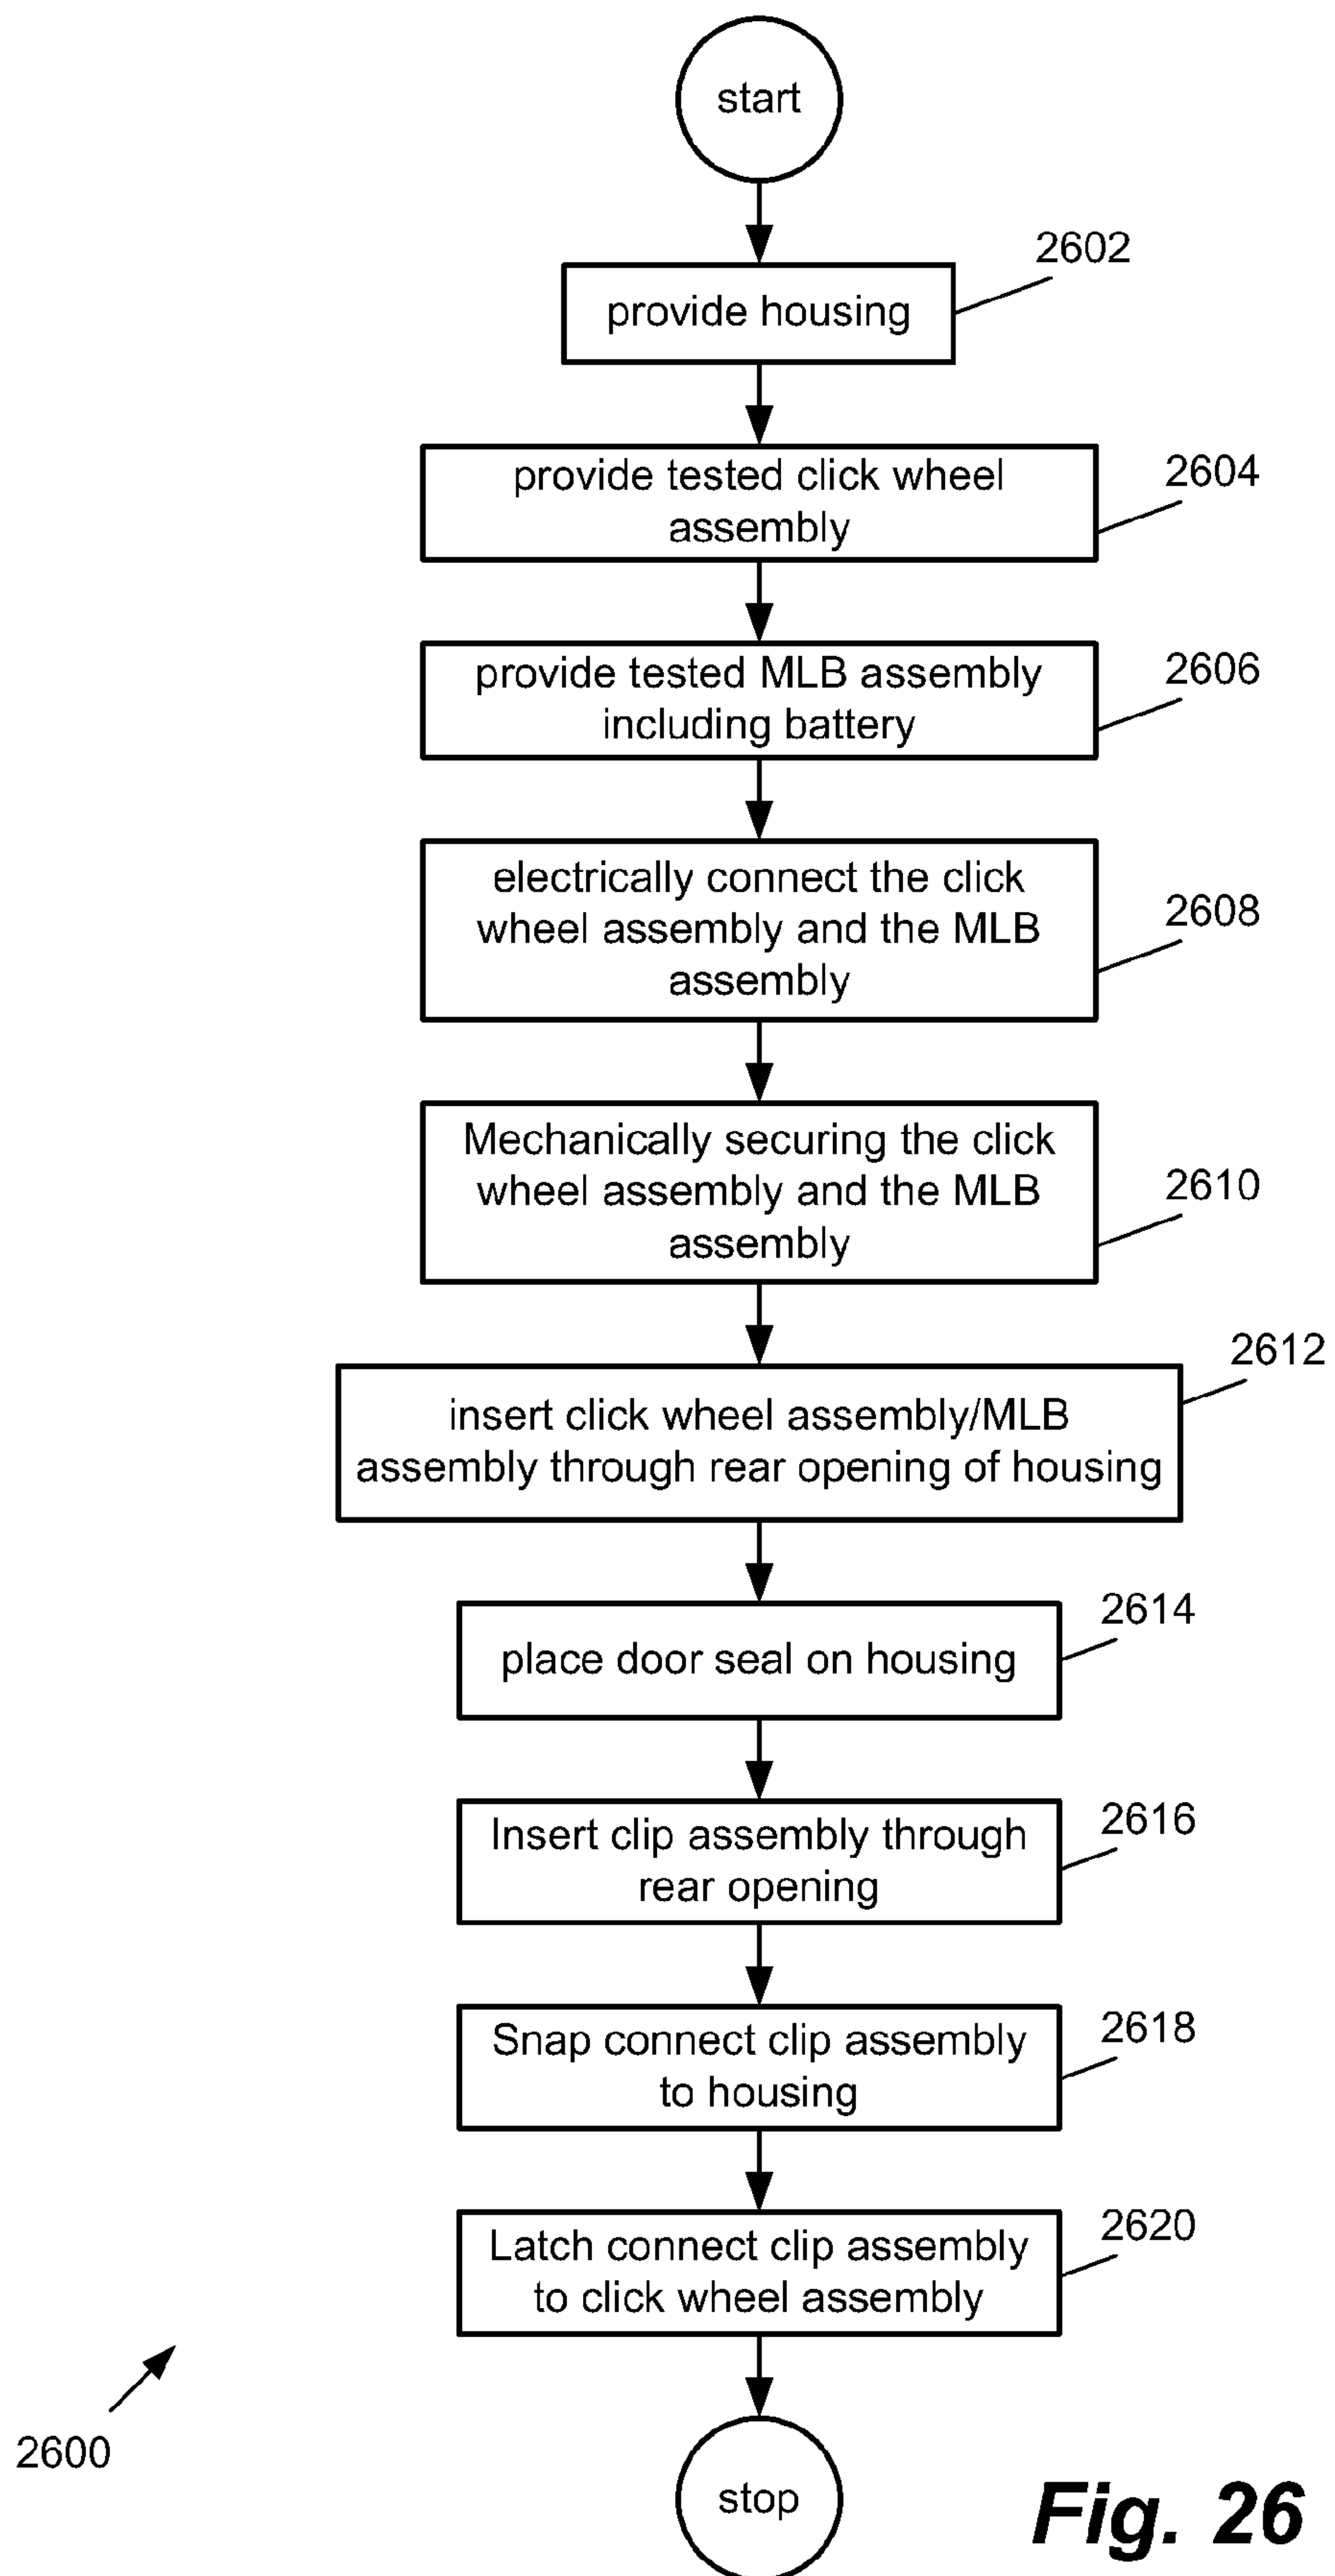 start
2602
provide housing
2604
provide tested click wheel
assembly
2606
provide tested MLB assembly
including battery
2608
electrically connect the click
wheel assembly and the MLB
assembly
2610
Mechanically securing the click
wheel assembly and the MLB
assembly
2612
insert click wheel assembly/MLB
assembly through rear opening of housing
2614
place door seal on housing
2616
Insert clip assembly through
rear opening
2618
Snap connect clip assembly
to housing
2620
Latch connect clip assembly
to click wheel assembly
2600
stop
Fig. 26